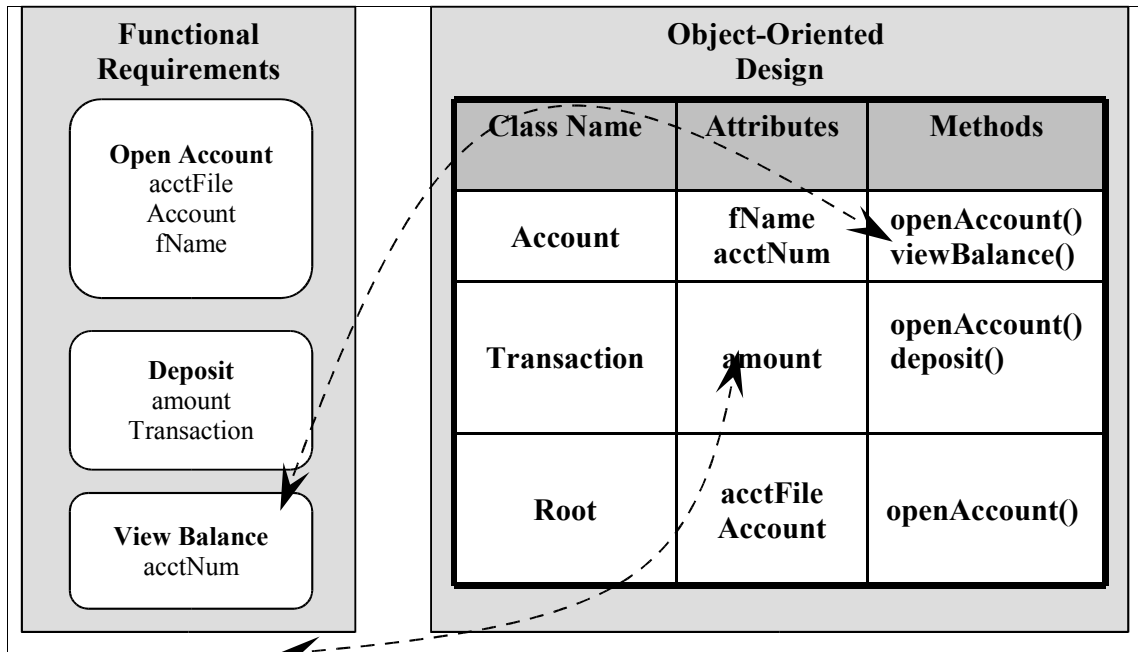 Functional
Requirements
Open Account
acctFile
Account
fName
Deposit
amount
Transaction
View Balance
acctNum
Object-Oriented
Design
Class Name Attributes Methods
Account
fName
acctNum
openAccount()
viewBalance()
Transaction
amount
openAccount()
deposit()
Root
acctFile
Account
openAccount()